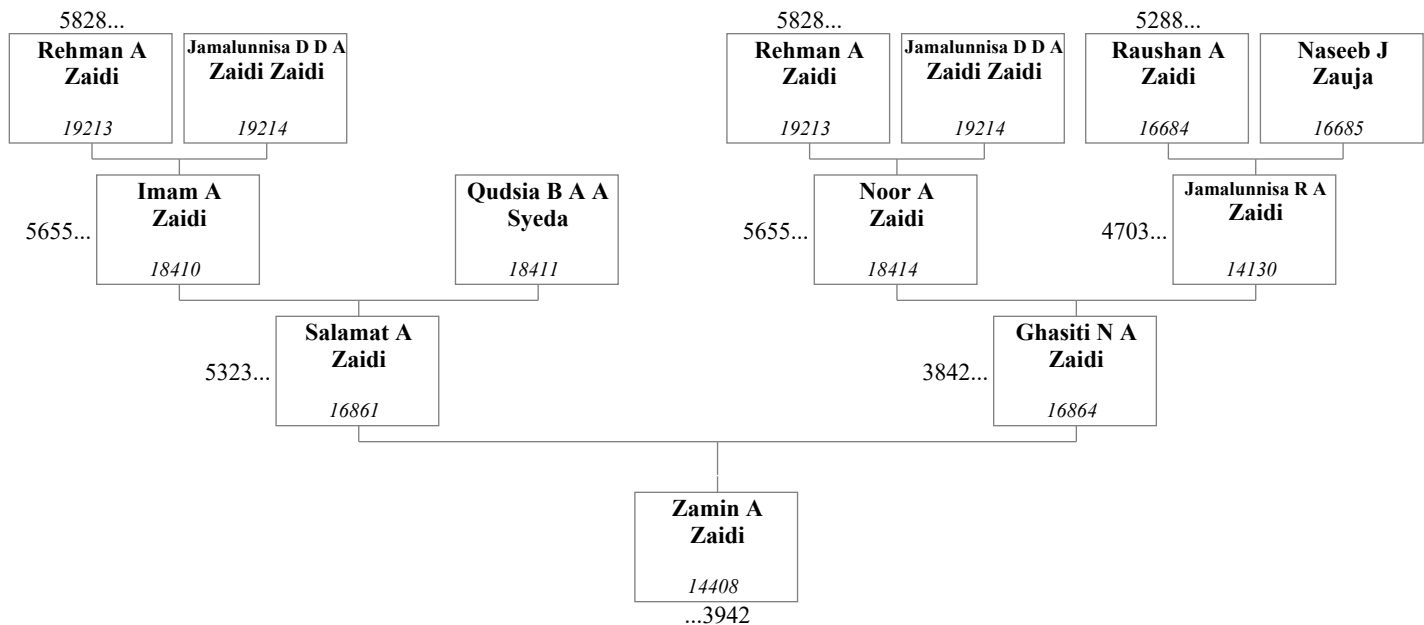 5828...
5828...
5288...
Rehman A
Zaidi
19213
Jamalunnisa D D A
Zaidi Zaidi
19214
Rehman A
Zaidi
19213
Jamalunnisa D D A
Zaidi Zaidi
19214
Raushan A
Zaidi
16684
Naseeb J
Zauja
16685
5655...
Imam A
Zaidi
18410
Qudsia B A A
Syeda
18411
5655...
Noor A
Zaidi
18414
4703...
Jamalunnisa R A
Zaidi
14130
5323...
Salamat A
Zaidi
16861
3842...
Ghasiti N A
Zaidi
16864
Zamin A
Zaidi
14408
...3942